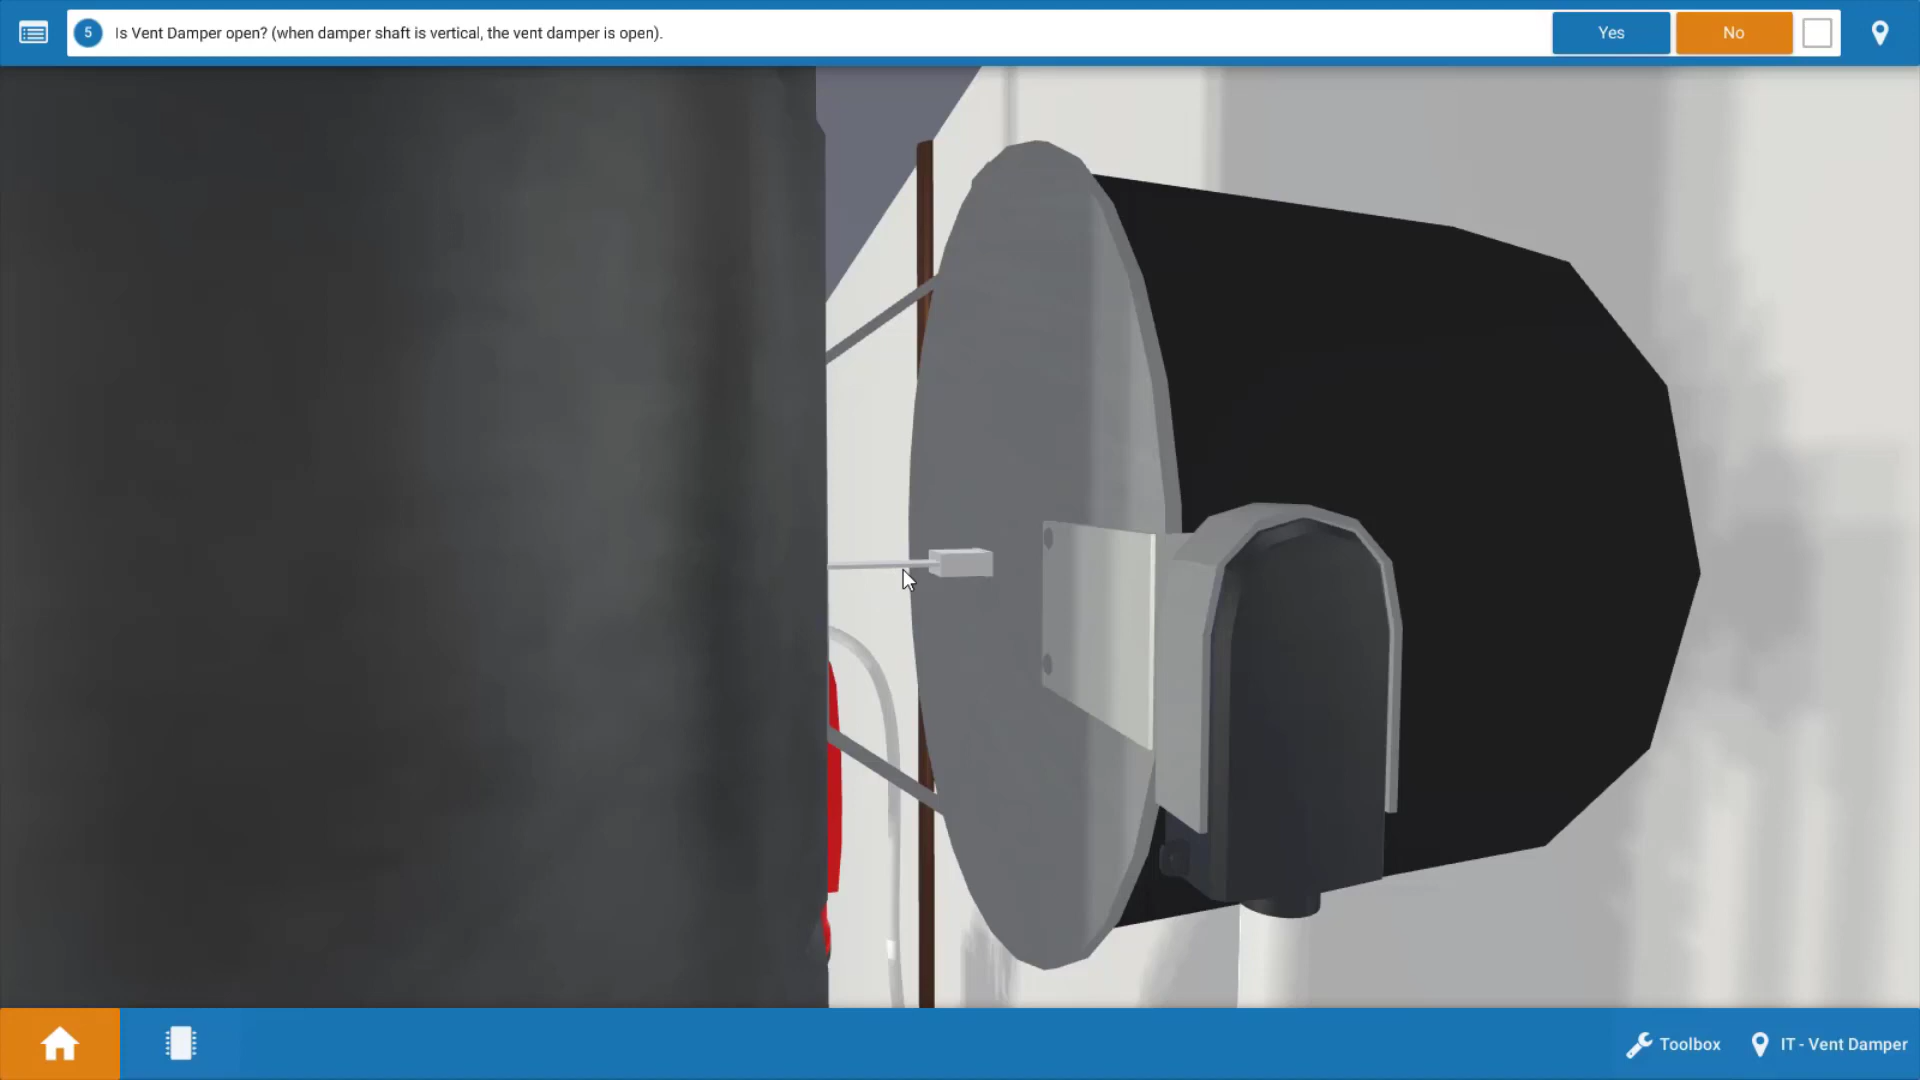 5 Is Vent Damper open? (when damper shaft is vertical, the vent damper is open). Yes No
Toolbox IT - Vent Damper